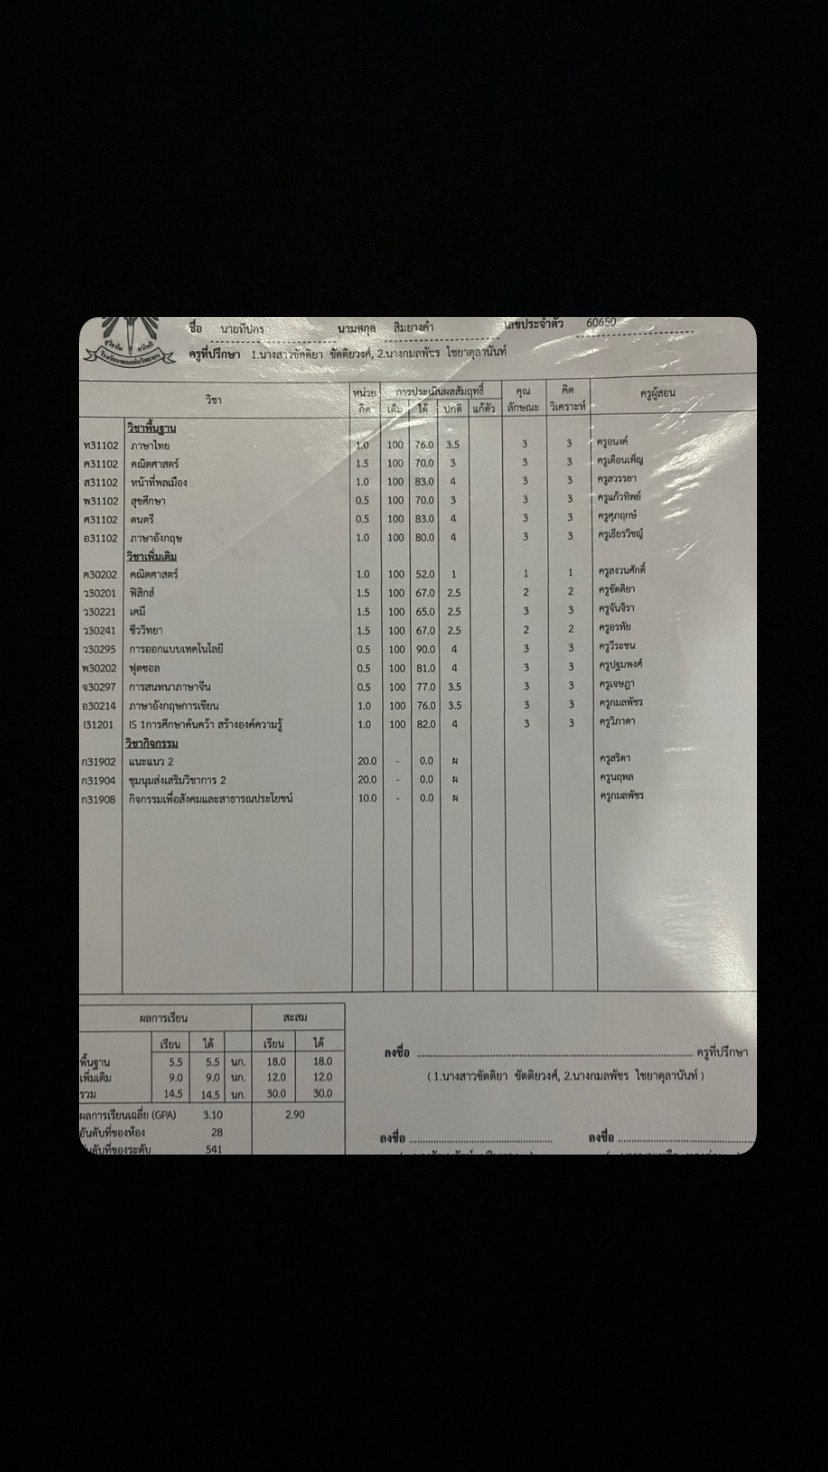 ชื่อ นายทีปกร นามสกุล สิมยางคำ เลขประจำตัว 60650
ครูที่ปรึกษา 1.นางสาวขัตติยา ขัตติยวงศ์, 2.นางกมลพัชร ไชยาตุลานันท์
วิชา หน่วยกิต การประเมินผลสัมฤทธิ์ คุณลักษณะ คิดวิเคราะห์ ครูผู้สอน
เต็ม ได้ ปกติ แก้ตัว
วิชาพื้นฐาน
ท31102 ภาษาไทย 1.0 100 76.0 3.5 3 3 ครูอนงค์
ค31102 คณิตศาสตร์ 1.5 100 70.0 3 3 3 ครูเตือนเพ็ญ
ส31102 หน้าที่พลเมือง 1.0 100 83.0 4 3 3 ครูสวรรยา
พ31102 สุขศึกษา 0.5 100 70.0 3 3 3 ครูแก้วทิพย์
ศ31102 ดนตรี 0.5 100 83.0 4 3 3 ครูศุภฤกษ์
อ31102 ภาษาอังกฤษ 1.0 100 80.0 4 3 3 ครูเธียรวิชญ์
วิชาเพิ่มเติม
ค30202 คณิตศาสตร์ 1.0 100 52.0 1 1 1 ครูสงวนศักดิ์
ว30201 ฟิสิกส์ 1.5 100 67.0 2.5 2 2 ครูขัตติยา
ว30221 เคมี 1.5 100 65.0 2.5 3 3 ครูจันจิรา
ว30241 ชีววิทยา 1.5 100 67.0 2.5 2 2 ครูอรทัย
ว30295 การออกแบบเทคโนโลยี 0.5 100 90.0 4 3 3 ครูวีระชน
พ30202 ฟุตซอล 0.5 100 81.0 4 3 3 ครูปฐมพงศ์
จ30297 การสนทนาภาษาจีน 0.5 100 77.0 3.5 3 3 ครูเจษฎา
อ30214 ภาษาอังกฤษการเขียน 1.0 100 76.0 3.5 3 3 ครูกมลพัชร
I31201 IS 1การศึกษาค้นคว้า สร้างองค์ความรู้ 1.0 100 82.0 4 3 3 ครูวิภาดา
วิชากิจกรรม
ก31902 แนะแนว 2 20.0 - 0.0 ผ ครูสริตา
ก31904 ชุมนุมส่งเสริมวิชาการ 2 20.0 - 0.0 ผ ครูนฤพล
ก31908 กิจกรรมเพื่อสังคมและสาธารณประโยชน์ 10.0 - 0.0 ผ ครูกมลพัชร
ผลการเรียน สะสม
เรียน ได้ เรียน ได้
พื้นฐาน 5.5 5.5 นก. 18.0 18.0
เพิ่มเติม 9.0 9.0 นก. 12.0 12.0
รวม 14.5 14.5 นก. 30.0 30.0
ผลการเรียนเฉลี่ย (GPA) 3.10 2.90
อันดับที่ของห้อง 28
อันดับที่ของระดับ 541
ลงชื่อ ครูที่ปรึกษา
(1.นางสาวขัตติยา ขัตติยวงศ์, 2.นางกมลพัชร ไชยาตุลานันท์)
ลงชื่อ ลงชื่อ